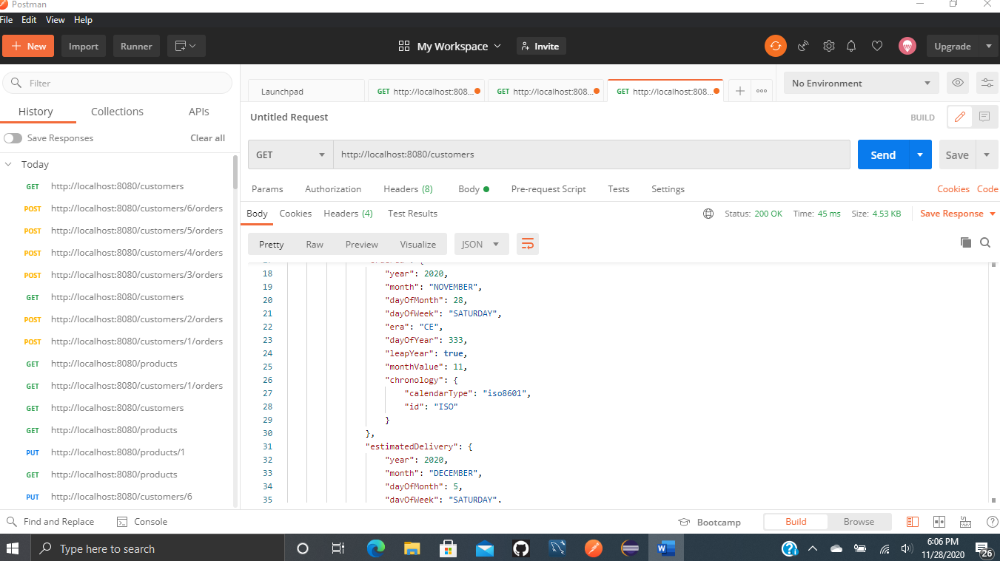 Postman
File Edit View Help
New Import Runner My Workspace Invite Upgrade
Filter
History Collections APIs
Save Responses Clear all
Today
GET http://localhost:8080/customers
POST http://localhost:8080/customers/6/orders
POST http://localhost:8080/customers/5/orders
POST http://localhost:8080/customers/4/orders
POST http://localhost:8080/customers/3/orders
GET http://localhost:8080/customers
POST http://localhost:8080/customers/2/orders
POST http://localhost:8080/customers/1/orders
GET http://localhost:8080/products
GET http://localhost:8080/customers/1/orders
GET http://localhost:8080/customers
GET http://localhost:8080/products
PUT http://localhost:8080/products/1
GET http://localhost:8080/products
PUT http://localhost:8080/customers/6
Launchpad GET http://localhost:808... GET http://localhost:808... GET http://localhost:808... No Environment
Untitled Request BUILD
GET http://localhost:8080/customers Send Save
Params Authorization Headers (8) Body Pre-request Script Tests Settings Cookies Code
Body Cookies Headers (4) Test Results Status: 200 OK Time: 45 ms Size: 4.53 KB Save Response
Pretty Raw Preview Visualize JSON
18 "year": 2020,
19 "month": "NOVEMBER",
20 "dayOfMonth": 28,
21 "dayOfWeek": "SATURDAY",
22 "era": "CE",
23 "dayOfYear": 333,
24 "leapYear": true,
25 "monthValue": 11,
26 "chronology": {
27 "calendarType": "iso8601",
28 "id": "ISO"
29 }
30 },
31 "estimatedDelivery": {
32 "year": 2020,
33 "month": "DECEMBER",
34 "dayOfMonth": 5,
35 "dayOfWeek": "SATURDAY",
Find and Replace Console Bootcamp Build Browse
Type here to search
6:06 PM
11/28/2020
26